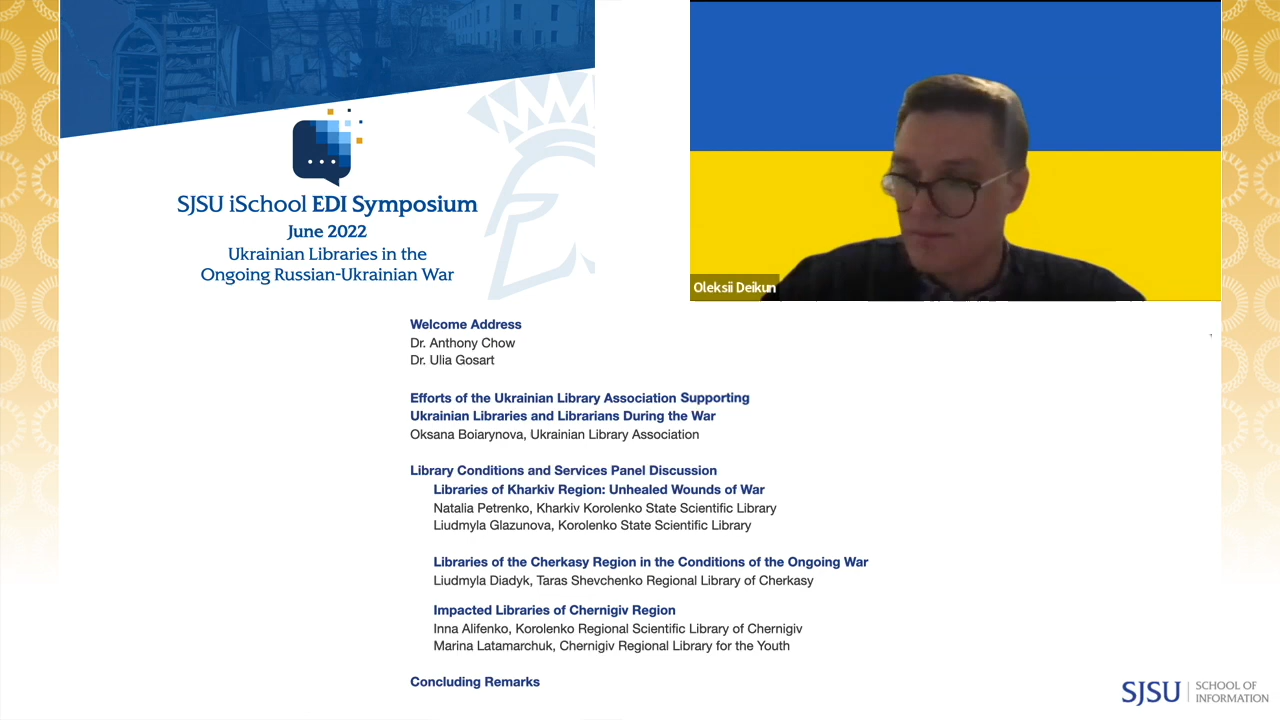 SJSU iSchool EDI Symposium
June 2022
Ukrainian Libraries in the
Ongoing Russian-Ukrainian War
Oleksii Deikun
Welcome Address
Dr. Anthony Chow
Dr. Ulia Gosart
Efforts of the Ukrainian Library Association Supporting
Ukrainian Libraries and Librarians During the War
Oksana Boiarynova, Ukrainian Library Association
Library Conditions and Services Panel Discussion
Libraries of Kharkiv Region: Unhealed Wounds of War
Natalia Petrenko, Kharkiv Korolenko State Scientific Library
Liudmyla Glazunova, Korolenko State Scientific Library
Libraries of the Cherkasy Region in the Conditions of the Ongoing War
Liudmyla Diadyk, Taras Shevchenko Regional Library of Cherkasy
Impacted Libraries of Chernigiv Region
Inna Alifenko, Korolenko Regional Scientific Library of Chernigiv
Marina Latamarchuk, Chernigiv Regional Library for the Youth
Concluding Remarks
SJSU SCHOOL OF
INFORMATION